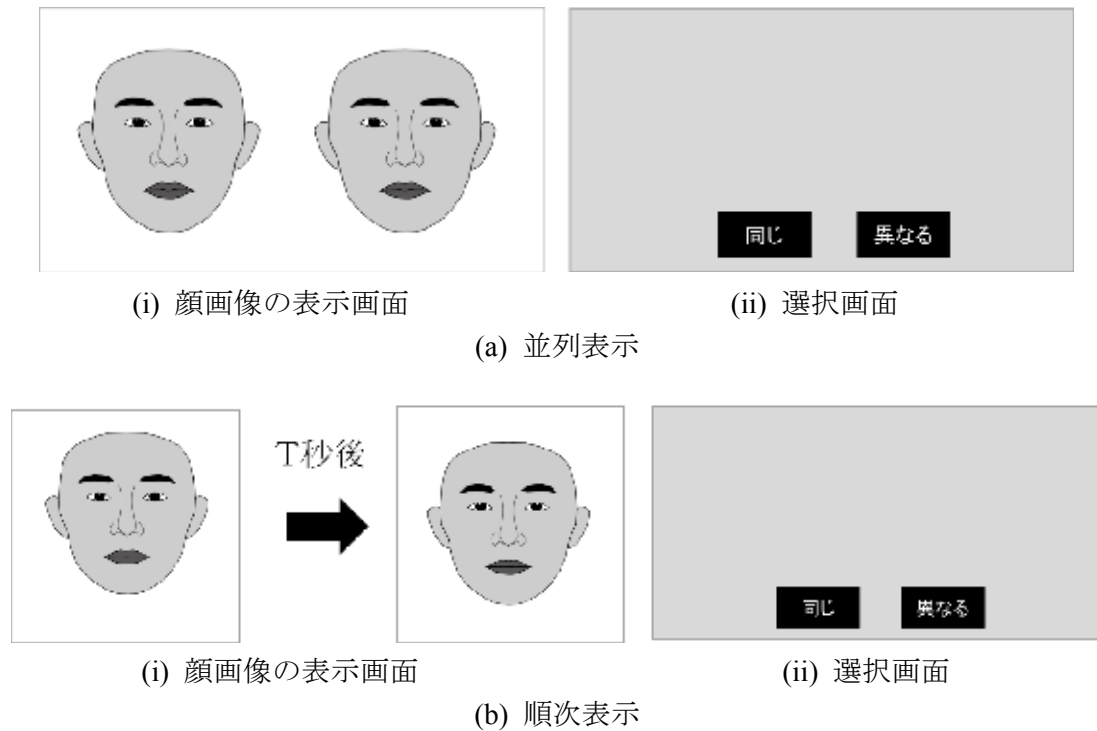 同じ 異なる
(i) 顔画像の表示画面 (ii) 選択画面
(a) 並列表示
T秒後
同じ 異なる
(i) 顔画像の表示画面 (ii) 選択画面
(b) 順次表示